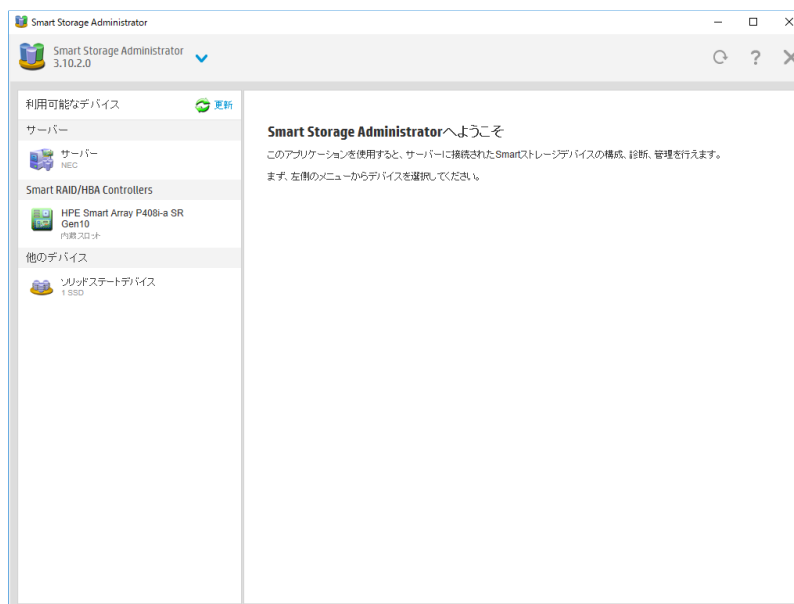 Smart Storage Administrator
Smart Storage Administrator
3.10.2.0
?
利用可能なデバイス
更新
サーバー
サーバー
NEC
Smart RAID/HBA Controllers
HPE Smart Array P408i-a SR
Gen10
内蔵スロット
他のデバイス
ソリッドステートデバイス
1 SSD
Smart Storage Administratorへようこそ
このアプリケーションを使用すると、サーバーに接続されたSmartストレージデバイスの構成、診断、管理を行えます。
まず、左側のメニューからデバイスを選択してください。